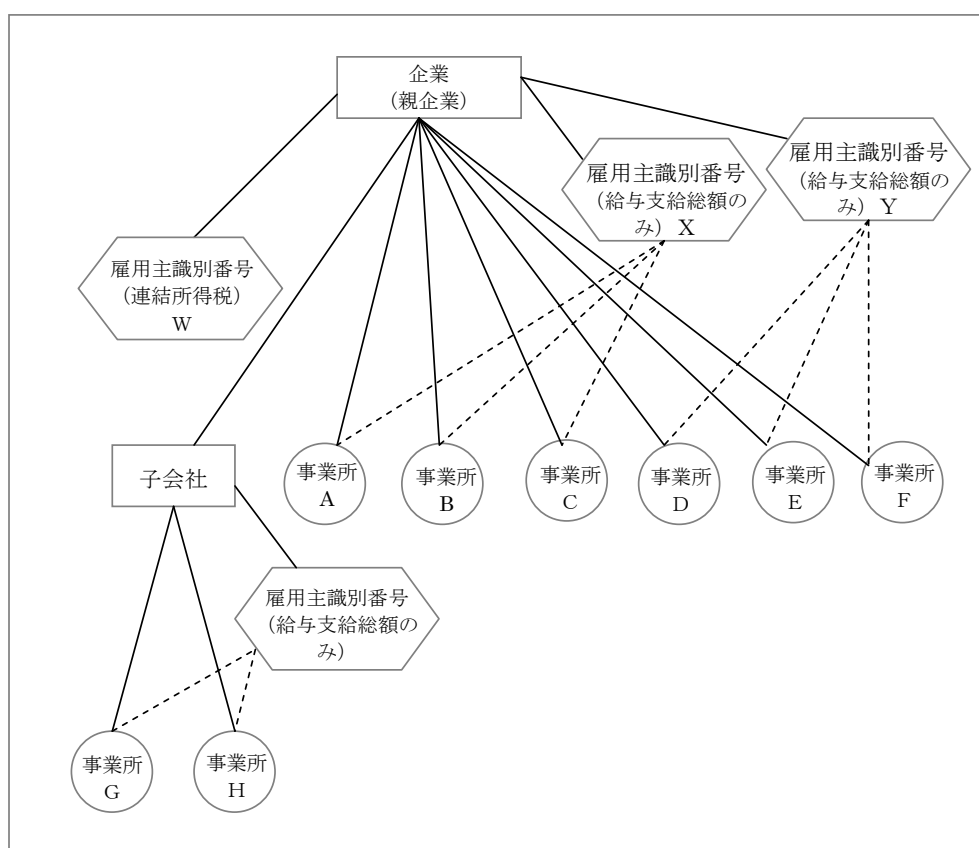 企業
（親企業）
雇用主識別番号
（給与支給総額の
み） X
雇用主識別番号
（給与支給総額の
み） Y
雇用主識別番号
（連結所得税）
W
子会社
事業所
A
事業所
B
事業所
C
事業所
D
事業所
E
事業所
F
雇用主識別番号
（給与支給総額の
み）
事業所
G
事業所
H